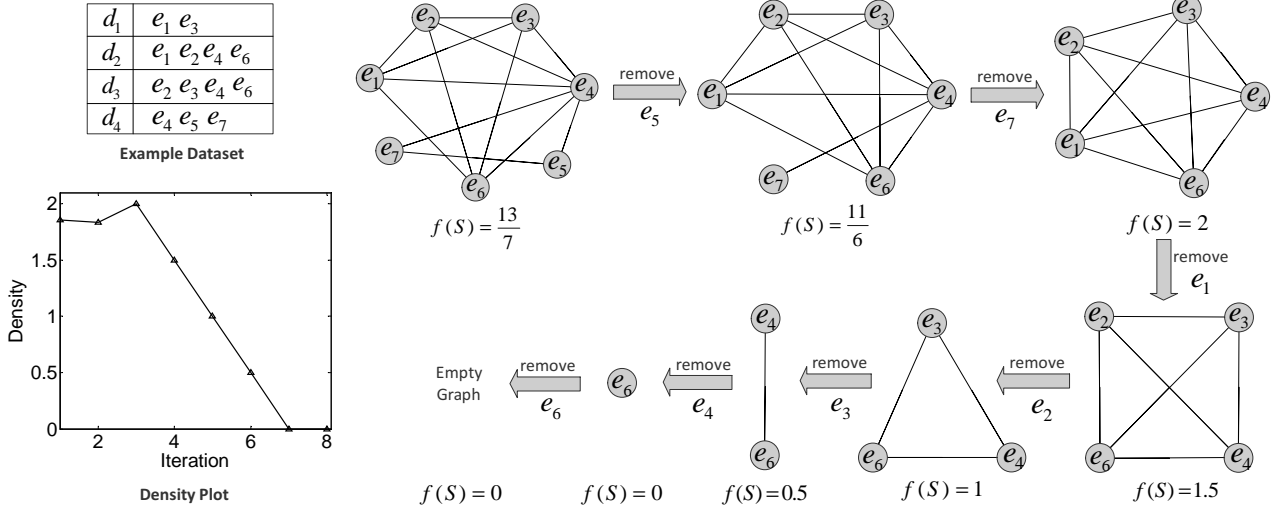 d1 e1 e3
d2 e1 e2 e4 e6
d3 e2 e3 e4 e6
d4 e4 e5 e7
Example Dataset
e2 e3
e1
e4
e7
e5
e6
f(S) = 13/7
remove
e5
e2 e3
e1 e4
e7 e6
f(S) = 11/6
remove
e7
e3
e2
e4
e1
e6
f(S) = 2
remove
e1
e2 e3
e6 e4
f(S) = 1.5
remove
e2
e3
e6 e4
f(S) = 1
remove
e3
e4
e6
f(S) = 0.5
remove
e4
e6
f(S) = 0
remove
e6
Empty
Graph
f(S) = 0
Density
2
1.5
1
0.5
0
2 4 6 8
Iteration
Density Plot